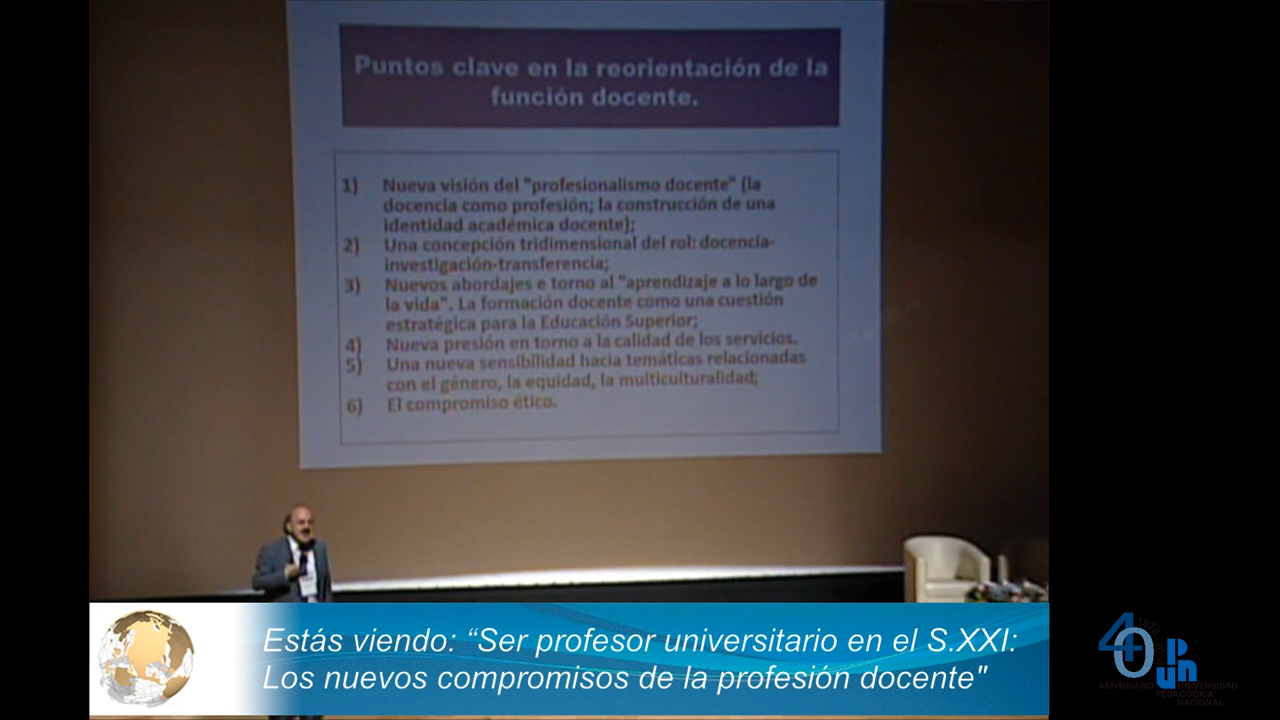 Puntos clave en la reorientación de la
función docente.
1) Nueva visión del "profesionalismo docente" (la
docencia como profesión; la construcción de una
identidad académica docente);
2) Una concepción tridimensional del rol: docencia-
investigación-transferencia;
3) Nuevos abordajes e torno al "aprendizaje a lo largo de
la vida". La formación docente como una cuestión
estratégica para la Educación Superior;
4) Nueva presión en torno a la calidad de los servicios.
5) Una nueva sensibilidad hacia temáticas relacionadas
con el género, la equidad, la multiculturalidad;
6) El compromiso ético.
Estás viendo: “Ser profesor universitario en el S.XXI:
Los nuevos compromisos de la profesión docente"
40
ANIVERSARIO
UNIVERSIDAD
PEDAGÓGICA
NACIONAL